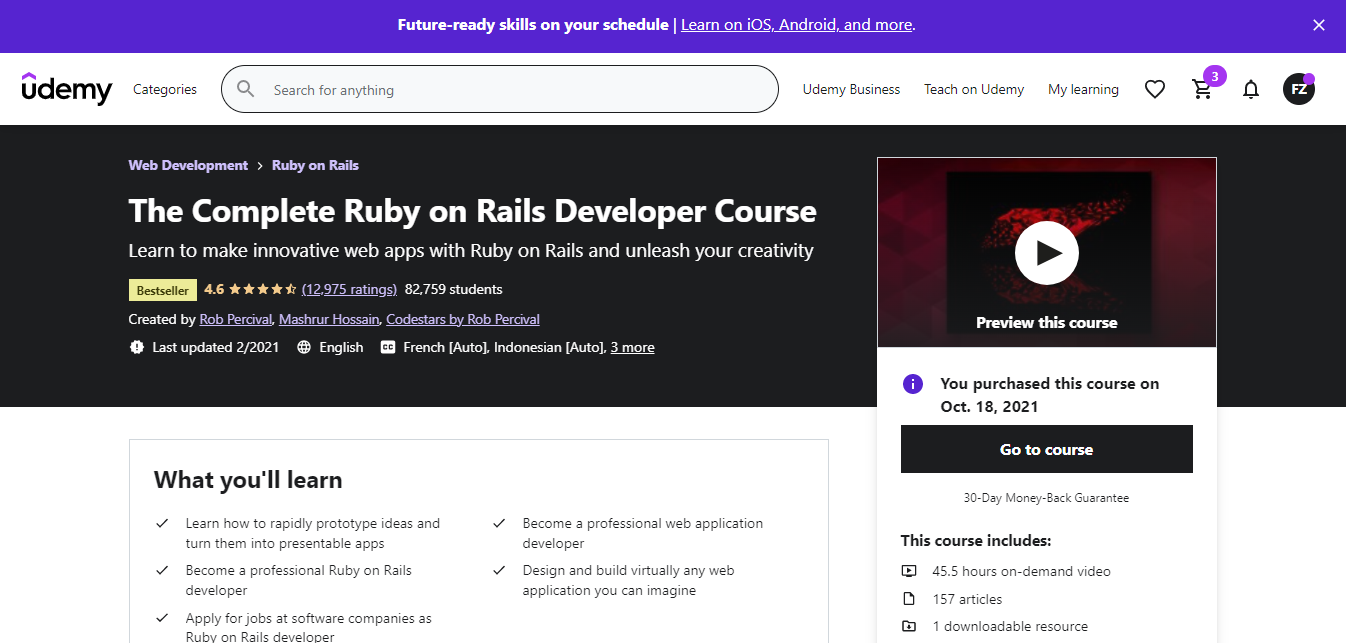 Future-ready skills on your schedule | Learn on iOS, Android, and more.
udemy
Categories
Search for anything
Udemy Business
Teach on Udemy
My learning
3
FZ
Web Development > Ruby on Rails
The Complete Ruby on Rails Developer Course
Learn to make innovative web apps with Ruby on Rails and unleash your creativity
Bestseller 4.6 (12,975 ratings) 82,759 students
Created by Rob Percival, Mashrur Hossain, Codestars by Rob Percival
Last updated 2/2021 English CC French [Auto], Indonesian [Auto], 3 more
Preview this course
You purchased this course on
Oct. 18, 2021
Go to course
30-Day Money-Back Guarantee
This course includes:
45.5 hours on-demand video
157 articles
1 downloadable resource
What you'll learn
Learn how to rapidly prototype ideas and
turn them into presentable apps
Become a professional Ruby on Rails
developer
Apply for jobs at software companies as
Ruby on Rails developer
Become a professional web application
developer
Design and build virtually any web
application you can imagine